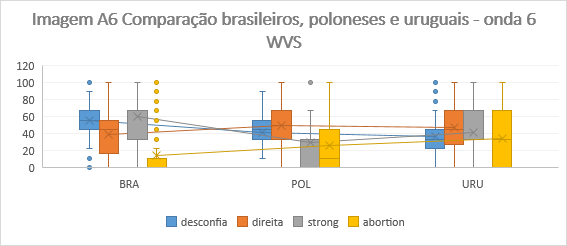 Imagem A6 Comparação brasileiros, poloneses e uruguais - onda 6
WVS
120
100
80
60
40
20
0
BRA POL URU
desconfia direita strong abortion